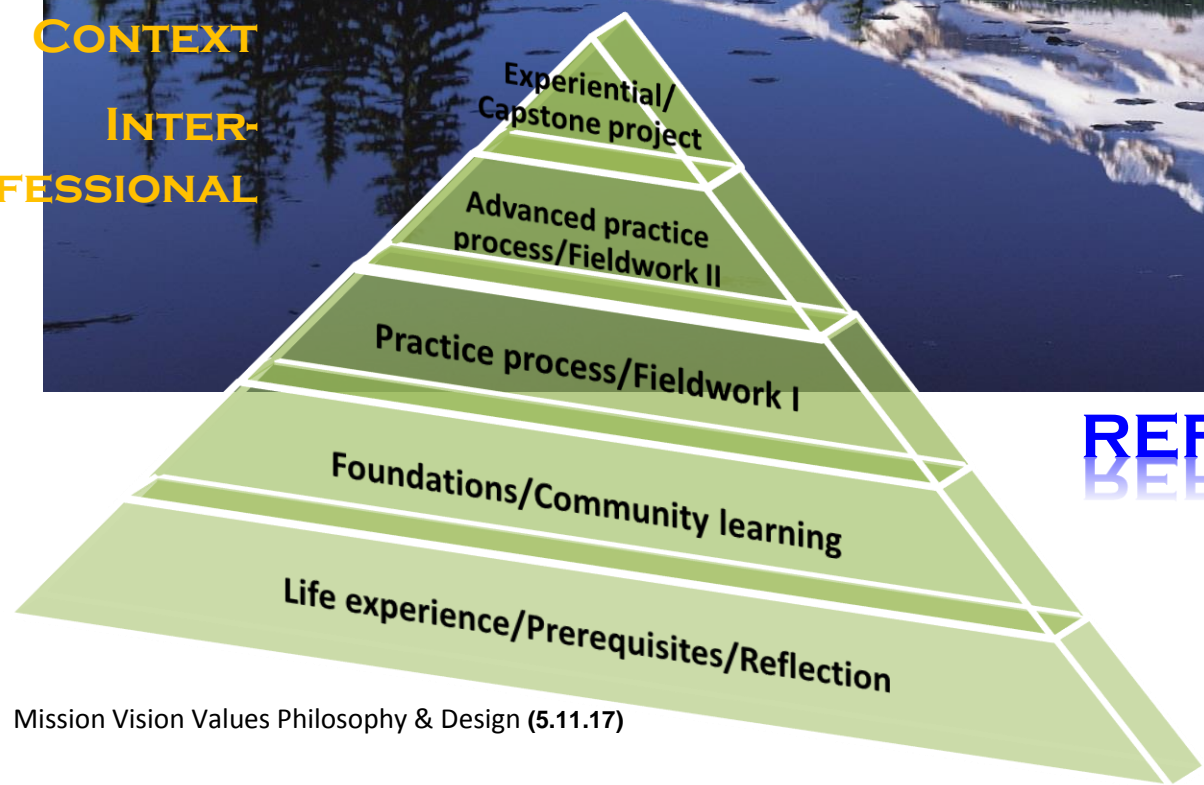 CONTEXT
INTER-
FESSIONAL
Experiential/
Capstone project
Advanced practice
process/Fieldwork II
Practice process/Fieldwork I
REF
Foundations/Community learning
Life experience/Prerequisites/Reflection
Mission Vision Values Philosophy & Design (5.11.17)